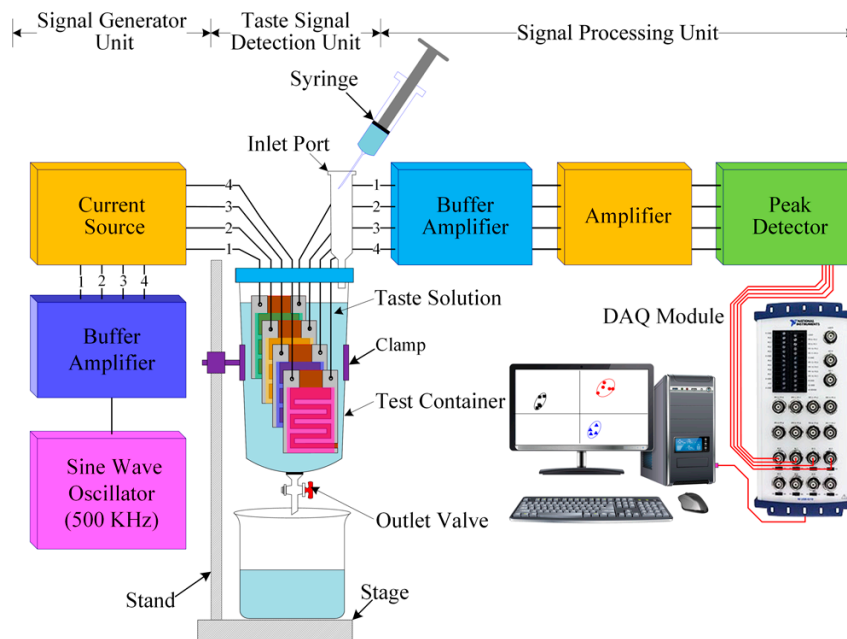 Signal Generator
Unit
Taste Signal
Detection Unit
Signal Processing Unit
Syringe
Inlet Port
Current
Source
4
3
2
1
1
2
3
4
Buffer
Amplifier
Amplifier
Peak
Detector
1
2
3
4
Buffer
Amplifier
Taste Solution
DAQ Module
NATIONAL
INSTRUMENTS
Clamp
Test Container
Sine Wave
Oscillator
(500 KHz)
Outlet Valve
Stand
Stage